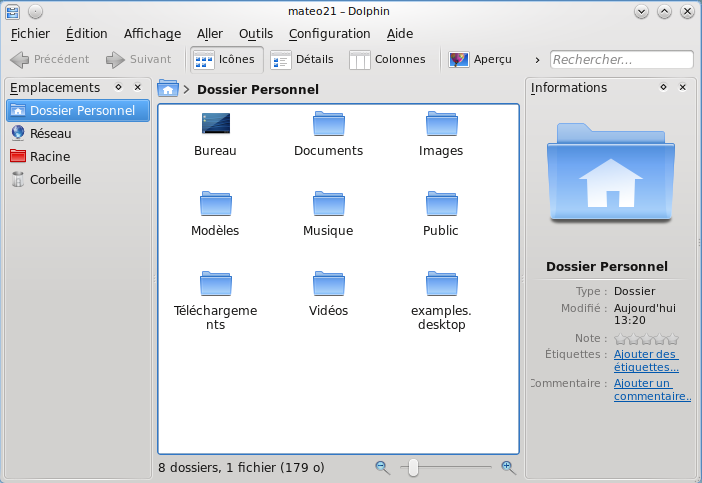 mateo21 – Dolphin
Fichier Édition Affichage Aller Outils Configuration Aide
Précédent Suivant Icônes Détails Colonnes Aperçu Rechercher...
Emplacements
Dossier Personnel
Réseau
Racine
Corbeille
Dossier Personnel
Bureau Documents Images
Modèles Musique Public
Téléchargeme
nts
Vidéos
examples.
desktop
8 dossiers, 1 fichier (179 o)
Informations
Dossier Personnel
Type : Dossier
Modifié : Aujourd'hui
13:20
Note :
Étiquettes : Ajouter des
étiquettes...
Commentaire : Ajouter un
commentaire..